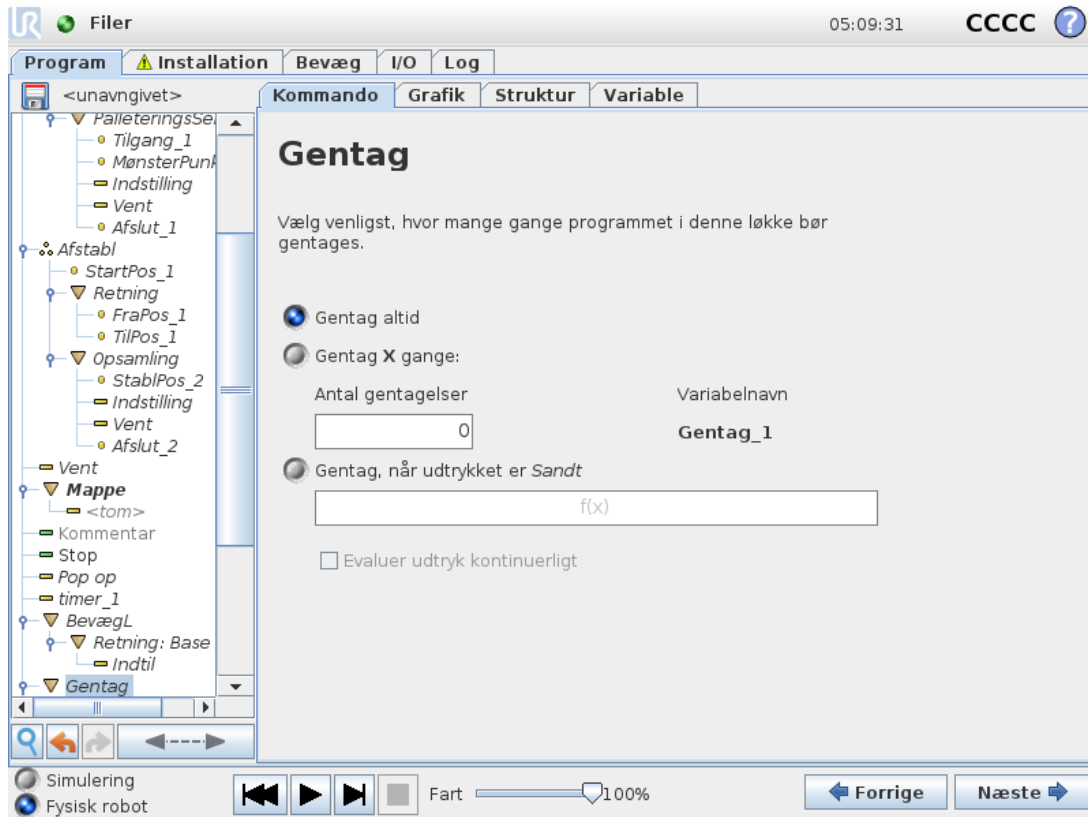 UR Filer 05:09:31 CCCC ?
Program Installation Bevæg I/O Log
<unavngivet>
Kommando Grafik Struktur Variable
PalleteringsSe
Tilgang_1
MønsterPunk
Indstilling
Vent
Afslut_1
Afstabl
StartPos_1
Retning
FraPos_1
TilPos_1
Opsamling
StablPos_2
Indstilling
Vent
Afslut_2
Vent
Mappe
<tom>
Kommentar
Stop
Pop op
timer_1
BevægL
Retning: Base
Indtil
Gentag
Gentag
Vælg venligst, hvor mange gange programmet i denne løkke bør
gentages.
Gentag altid
Gentag X gange:
Antal gentagelser Variabelnavn
0 Gentag_1
Gentag, når udtrykket er Sandt
f(x)
Evaluer udtryk kontinuerligt
Simulering
Fysisk robot
Fart 100%
Forrige Næste